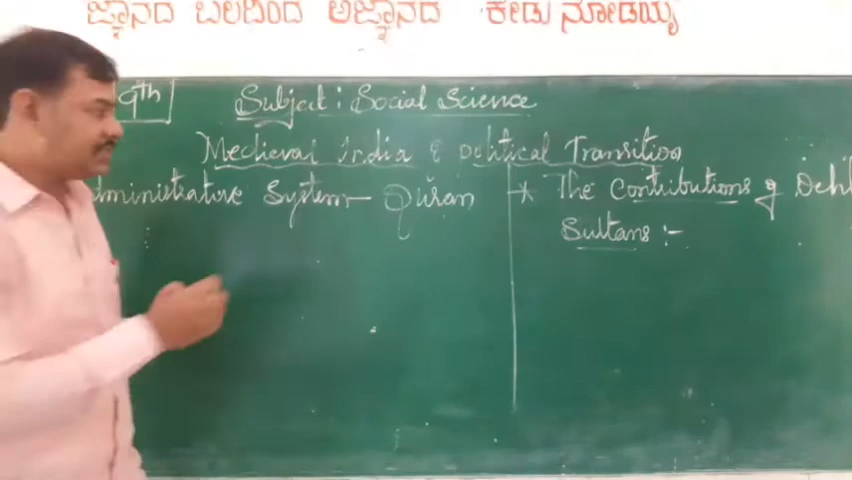 ಜ್ಞಾನದ ಬಲದಿಂದ ಅಜ್ಞಾನದ ಕೇಡು ನೋಡಯ್ಯ
9th Subject : Social Science
Medieval India & Political Transition
dministrative System- Quran
* The Contributions of Dehl
Sultans :-